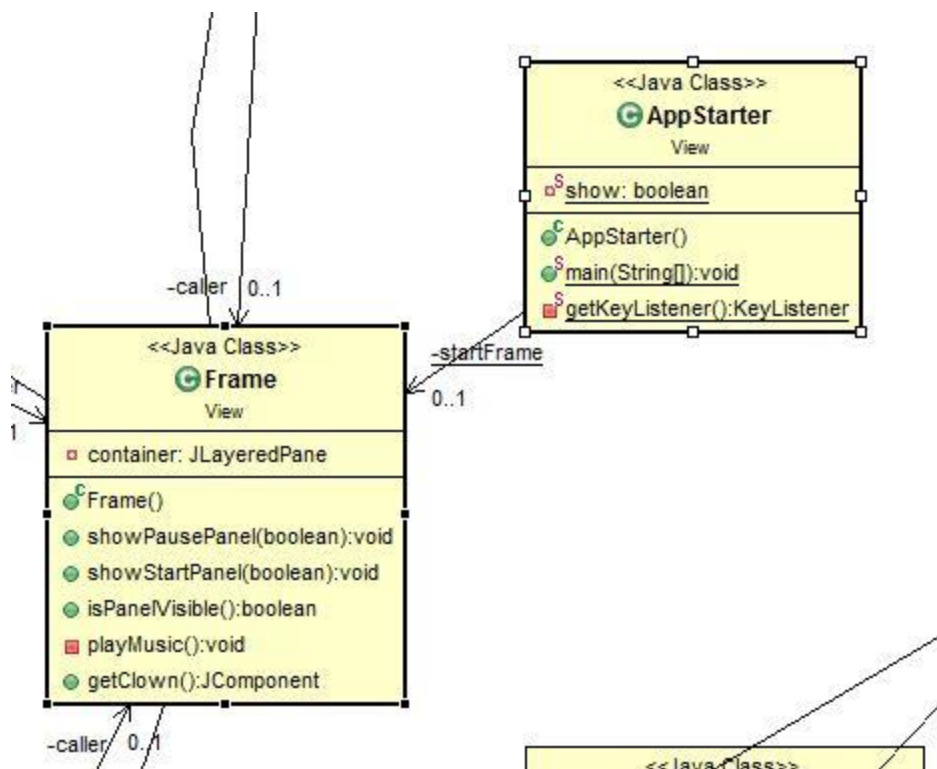 <<Java Class>>
C AppStarter
View
S show: boolean
C AppStarter()
S main(String[]):void
S getKeyListener():KeyListener
-caller 0..1
<<Java Class>>
C Frame
View
container: JLayeredPane
C Frame()
showPausePanel(boolean):void
showStartPanel(boolean):void
isPanelVisible():boolean
playMusic():void
getClown():JComponent
-startFrame
0..1
1
-caller 0..1
<<Java Class>>